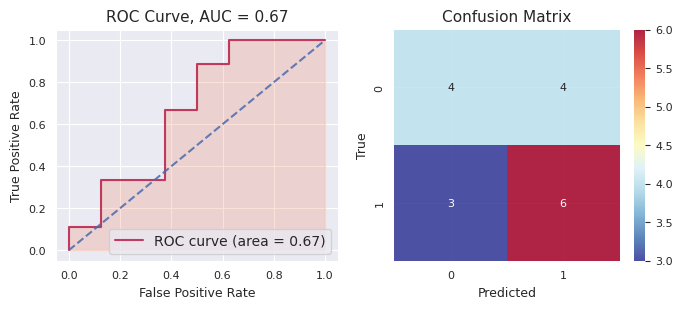 ROC Curve, AUC = 0.67
True Positive Rate
1.0
0.8
0.6
0.4
0.2
0.0
ROC curve (area = 0.67)
0.0 0.2 0.4 0.6 0.8 1.0
False Positive Rate
Confusion Matrix
True
0
1
4 4
3 6
0 1
Predicted
6.0
5.5
5.0
4.5
4.0
3.5
3.0